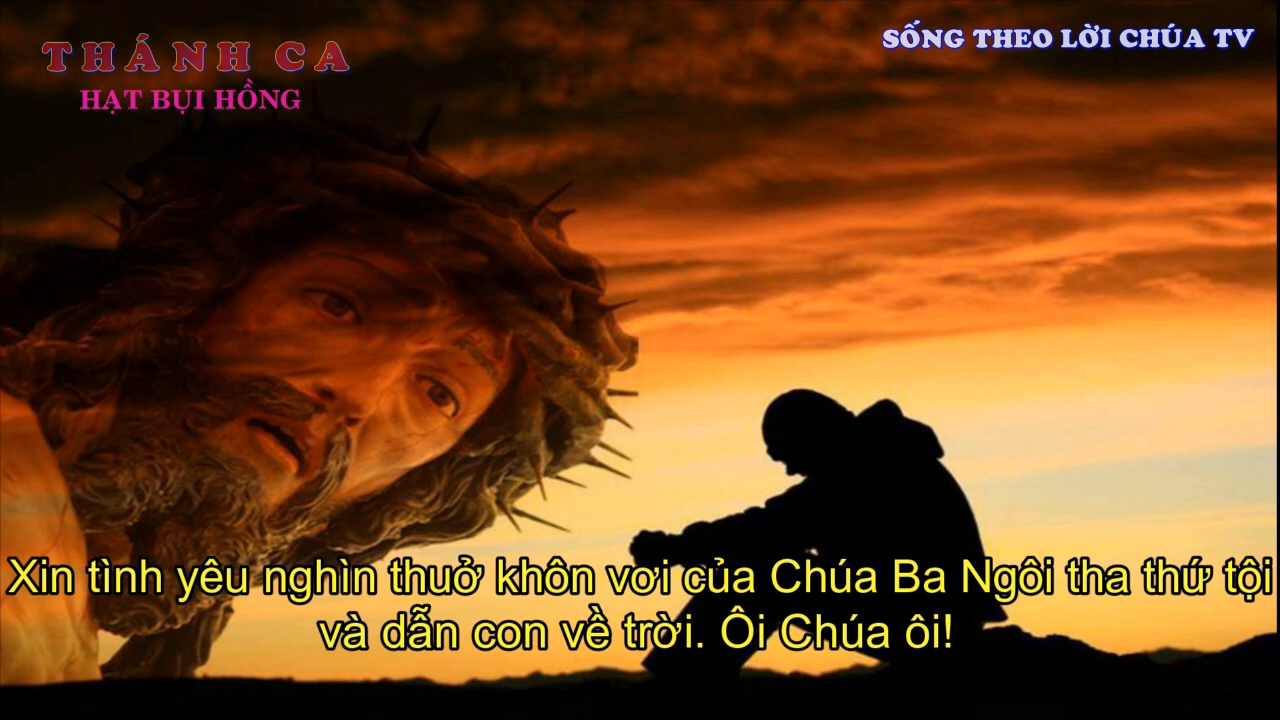 THÁNH CA
HẠT BỤI HỒNG
SỐNG THEO LỜI CHÚA TV
Xin tình yêu nghìn thuở khôn vơi của Chúa Ba Ngôi tha thứ tội
và dẫn con về trời. Ôi Chúa ôi!